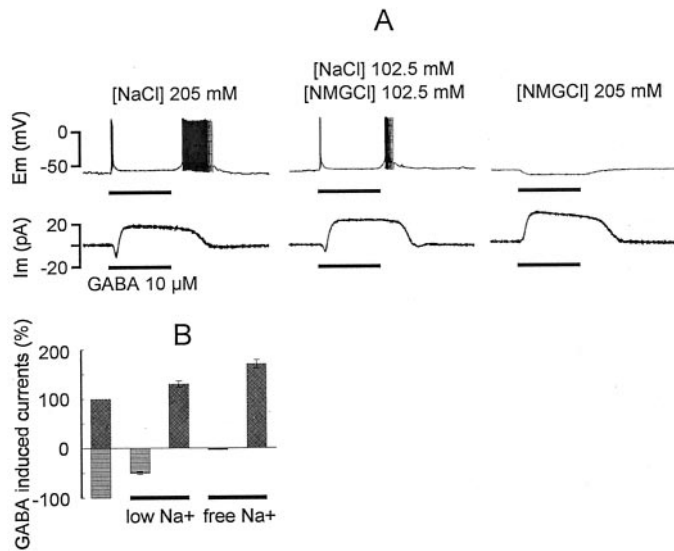 A
[NaCl] 205 mM
[NaCl] 102.5 mM
[NMGCl] 102.5 mM
[NMGCl] 205 mM
Em (mV)
0
-50
Im (pA)
20
-20
GABA 10 µM
B
GABA induced currents (%)
200
100
0
-100
low Na+
free Na+